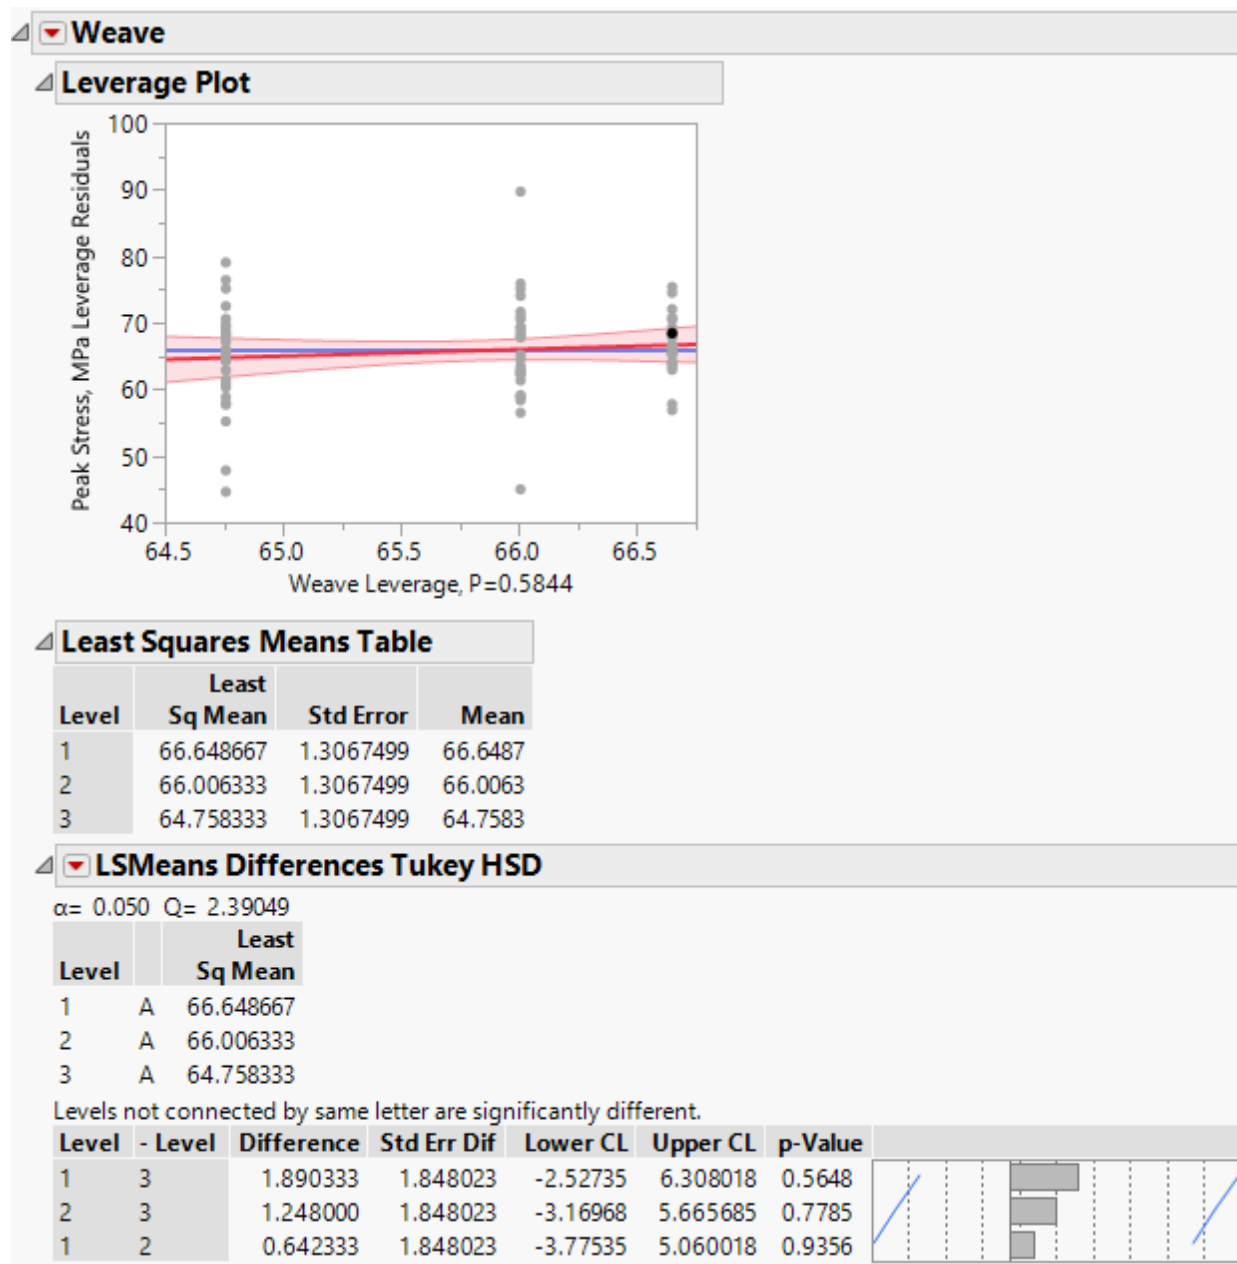 Weave
Leverage Plot
Peak Stress, MPa Leverage Residuals
100
90
80
70
60
50
40
64.5 65.0 65.5 66.0 66.5
Weave Leverage, P=0.5844
Least Squares Means Table
Least
Level Sq Mean Std Error Mean
1 66.648667 1.3067499 66.6487
2 66.006333 1.3067499 66.0063
3 64.758333 1.3067499 64.7583
LSMeans Differences Tukey HSD
α= 0.050 Q= 2.39049
Least
Level Sq Mean
1 A 66.648667
2 A 66.006333
3 A 64.758333
Levels not connected by same letter are significantly different.
Level - Level Difference Std Err Dif Lower CL Upper CL p-Value
1 3 1.890333 1.848023 -2.52735 6.308018 0.5648
2 3 1.248000 1.848023 -3.16968 5.665685 0.7785
1 2 0.642333 1.848023 -3.77535 5.060018 0.9356